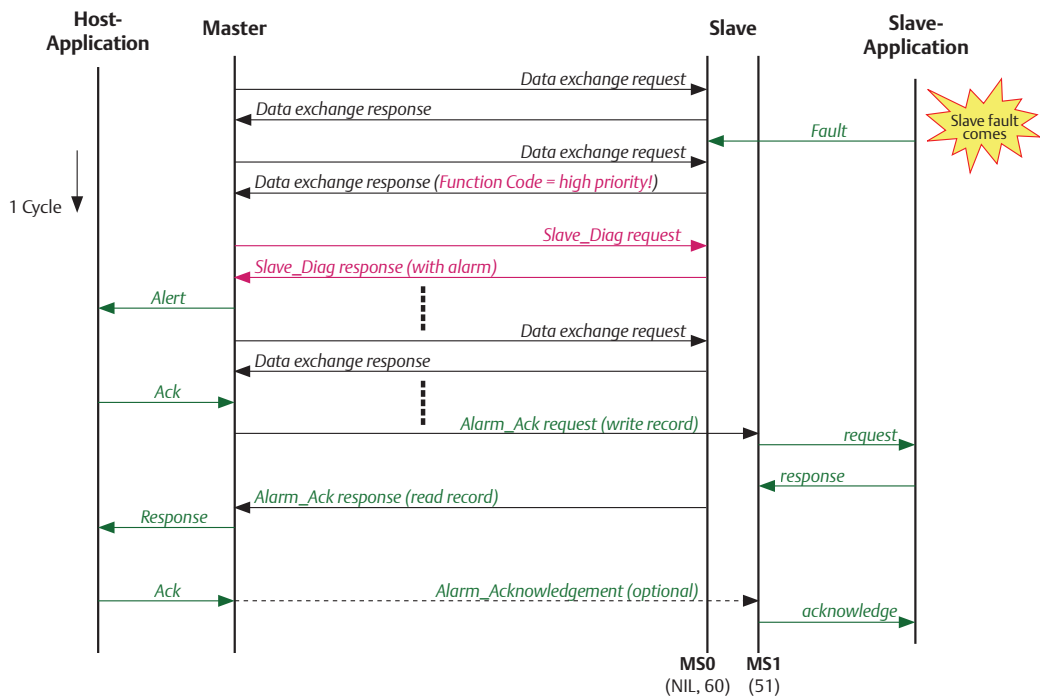 Host-
Application
Master
Slave
Slave-
Application
Data exchange request
Data exchange response
Fault
Slave fault
comes
Data exchange request
Data exchange response (Function Code = high priority!)
1 Cycle
Slave_Diag request
Slave_Diag response (with alarm)
Alert
Data exchange request
Data exchange response
Ack
Alarm_Ack request (write record)
request
response
Alarm_Ack response (read record)
Response
Ack
Alarm_Acknowledgement (optional)
acknowledge
MS0
(NIL, 60)
MS1
(51)